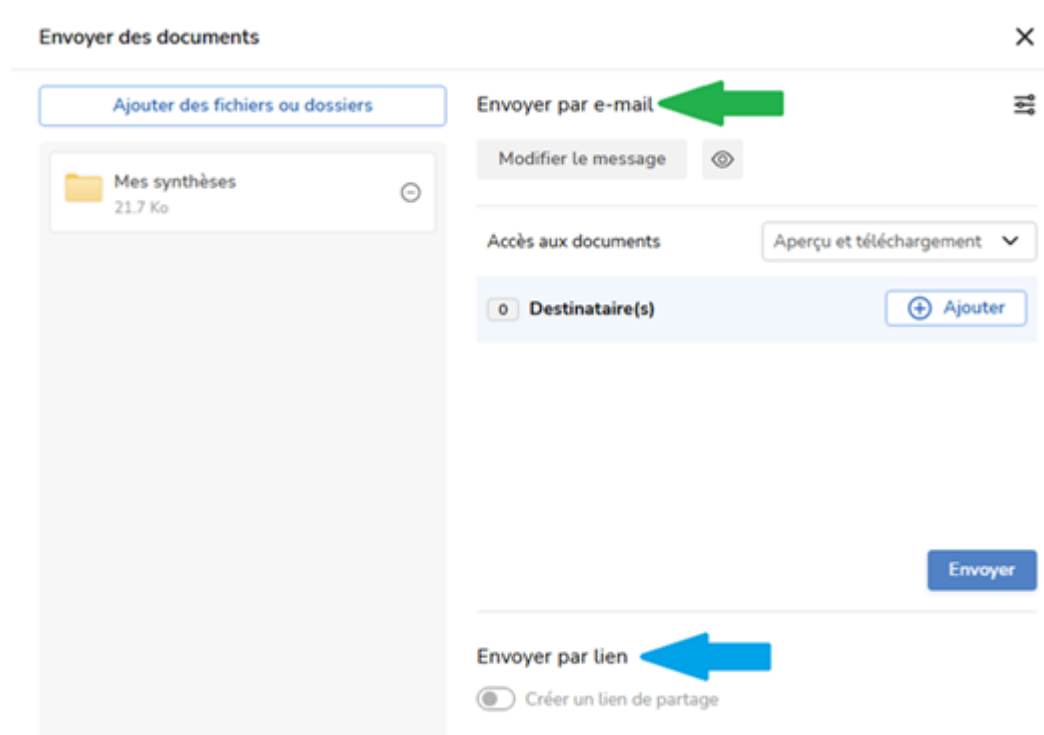 Envoyer des documents
Ajouter des fichiers ou dossiers
Mes synthèses
21.7 Ko
Envoyer par e-mail
Modifier le message
Accès aux documents
Aperçu et téléchargement
0 Destinataire(s)
Ajouter
Envoyer
Envoyer par lien
Créer un lien de partage